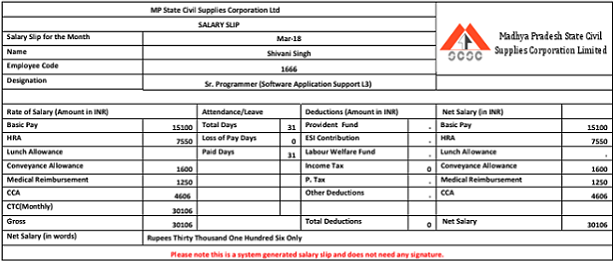 MP State Civil Supplies Corporation Ltd
SALARY SLIP
Salary Slip for the Month Mar-18
Name Shivani Singh
Employee Code 1666
Designation Sr. Programmer (Software Application Support L3)
SCSC
Madhya Pradesh State Civil
Supplies Corporation Limited
Rate of Salary (Amount in INR) Attendance/Leave Deductions (Amount in INR) Net Salary (in INR)
Basic Pay 15100 Total Days 31 Provident Fund - Basic Pay 15100
HRA 7550 Loss of Pay Days 0 ESI Contribution - HRA 7550
Lunch Allowance Paid Days 31 Labour Welfare Fund - Lunch Allowance -
Conveyance Allowance 1600 Income Tax 0 Conveyance Allowance 1600
Medical Reimbursement 1250 P. Tax - Medical Reimbursement 1250
CCA 4606 Other Deductions - CCA 4606
CTC(Monthly) 30106
Gross 30106 Total Deductions 0 Net Salary 30106
Net Salary (in words) Rupees Thirty Thousand One Hundred Six Only
Please note this is a system generated salary slip and does not need any signature.